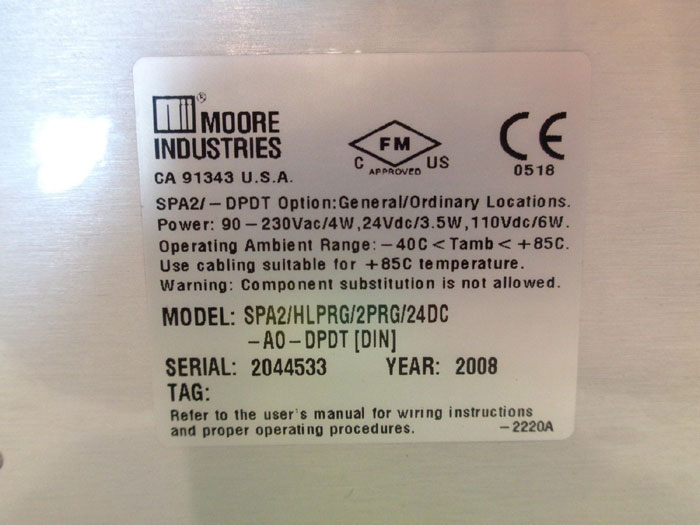 MOORE
INDUSTRIES
CA 91343 U.S.A.
FM
C US
APPROVED
CE
0518
SPA2/-DPDT Option:General/Ordinary Locations.
Power: 90-230Vac/4W,24Vdc/3.5W,110Vdc/6W.
Operating Ambient Range: -40C < Tamb < +85C.
Use cabling suitable for +85C temperature.
Warning: Component substitution is not allowed.
MODEL: SPA2/HLPRG/2PRG/24DC
-AO-DPDT [DIN]
SERIAL: 2044533 YEAR: 2008
TAG:
Refer to the user's manual for wiring instructions
and proper operating procedures. -2220A